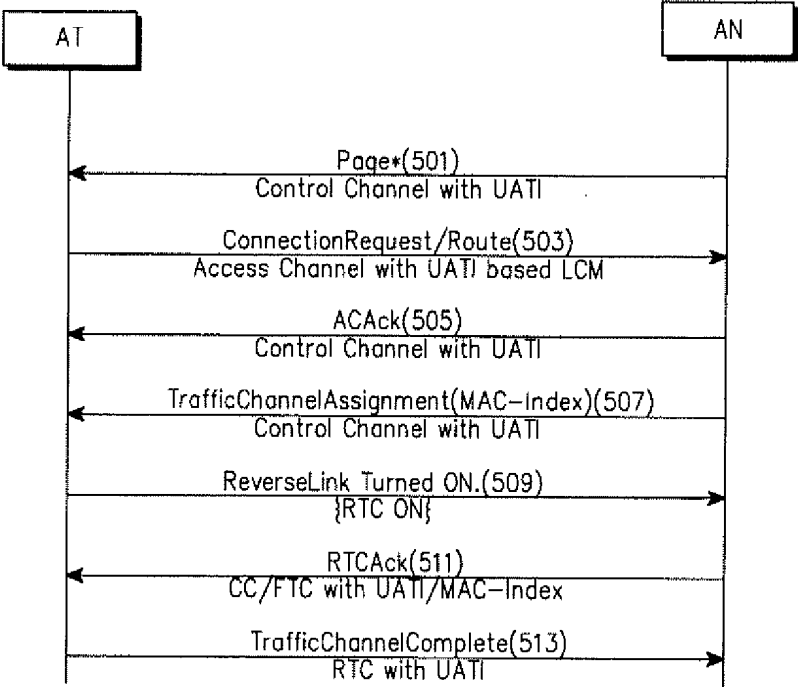 AT
AN
Page*(501)
Control Channel with UATI
ConnectionRequest/Route(503)
Access Channel with UATI based LCM
ACAck(505)
Control Channel with UATI
TrafficChannelAssignment(MAC-Index)(507)
Control Channel with UATI
ReverseLink Turned ON.(509)
{RTC ON}
RTCAck(511)
CC/FTC with UATI/MAC-Index
TrafficChannelComplete(513)
RTC with UATI